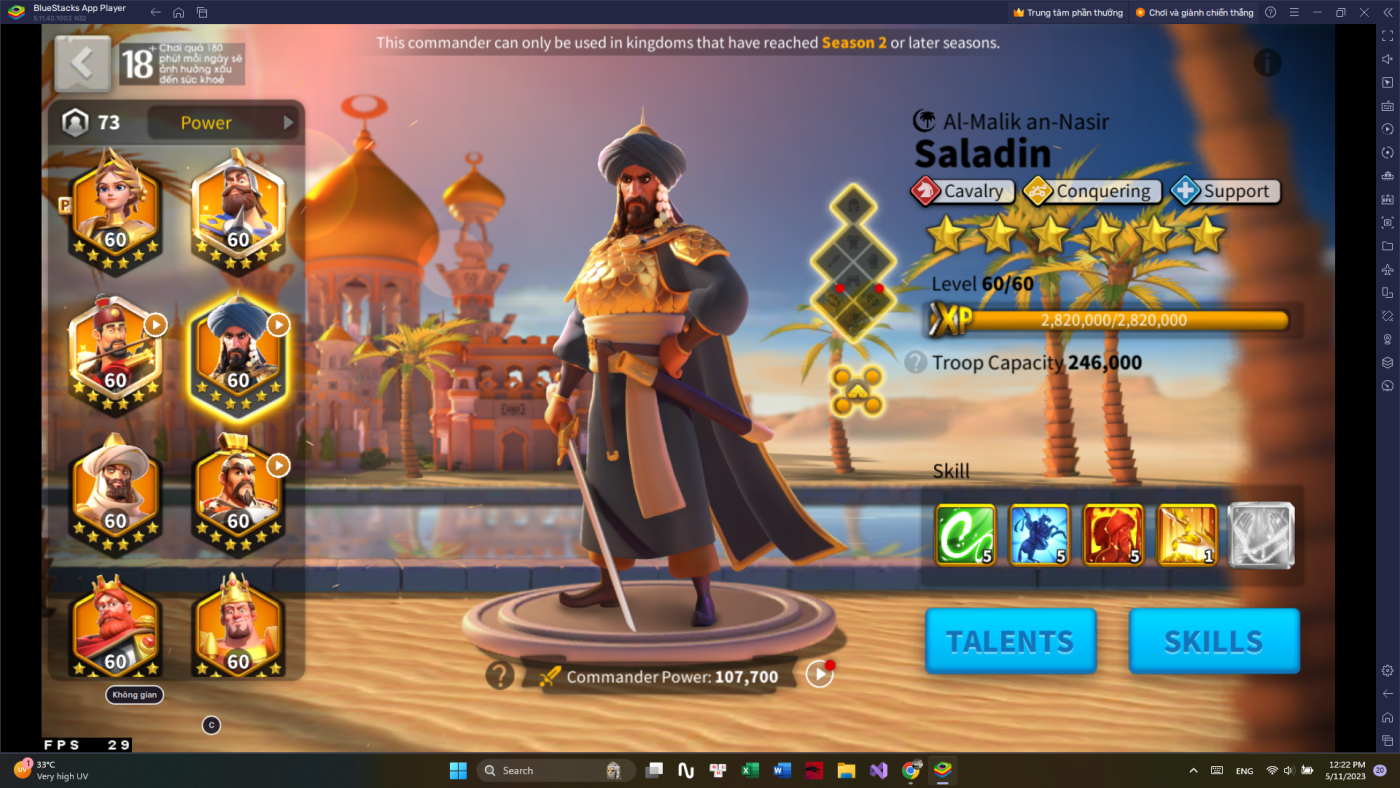 BlueStacks App Player
5.11.40.1003 N32
Trung tâm phần thưởng
Chơi và giành chiến thắng
This commander can only be used in kingdoms that have reached Season 2 or later seasons.
18+
Chơi quá 180
phút mỗi ngày sẽ
ảnh hưởng xấu
đến sức khoẻ
73
Power
P
60
60
60
60
60
60
60
60
Không gian
C
FPS 29
Al-Malik an-Nasir
Saladin
Cavalry
Conquering
Support
Level 60/60
XP
2,820,000/2,820,000
Troop Capacity 246,000
Skill
5
5
5
1
TALENTS
SKILLS
Commander Power: 107,700
33°C
Very high UV
UV
1
Search
ENG
12:22 PM
5/11/2023
20